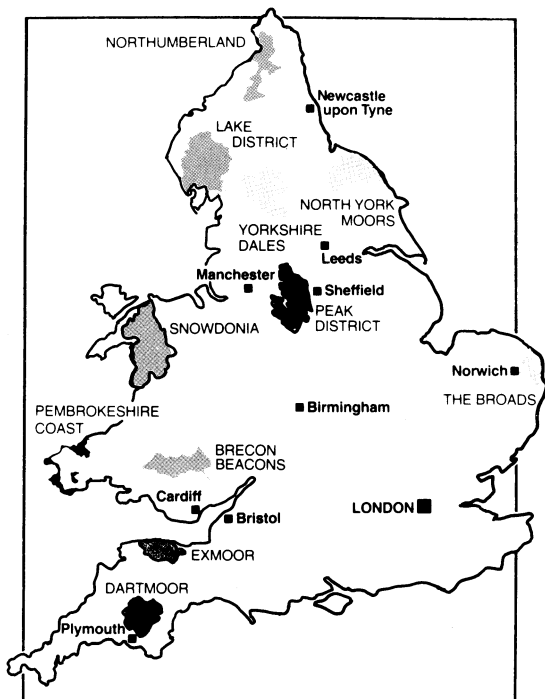 NORTHUMBERLAND
Newcastle
upon Tyne
LAKE
DISTRICT
NORTH YORK
MOORS
YORKSHIRE
DALES
Leeds
Manchester
Sheffield
PEAK
DISTRICT
SNOWDONIA
Norwich
THE BROADS
PEMBROKESHIRE
COAST
Birmingham
BRECON
BEACONS
Cardiff
LONDON
Bristol
EXMOOR
DARTMOOR
Plymouth